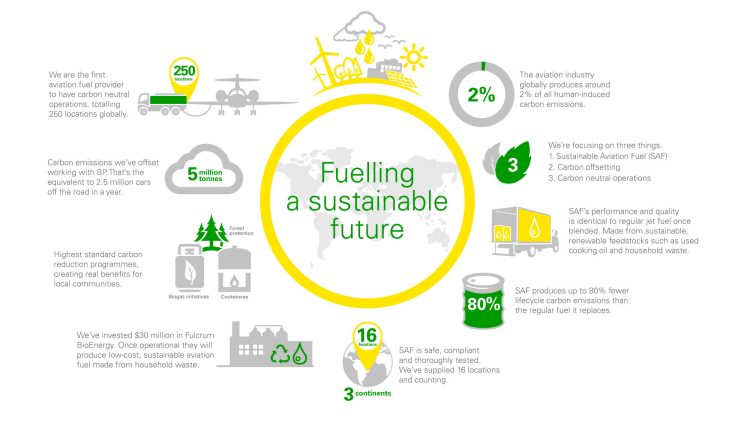 Fuelling
a sustainable
future
250
locations
We are the first
aviation fuel provider
to have carbon neutral
operations, totalling
250 locations globally.
5 million
tonnes
Carbon emissions we've offset
working with BP. That's the
equivalent to 2.5 million cars
off the road in a year.
Forest
protection
Biogas Initiatives
Cookstoves
Highest standard carbon
reduction programmes,
creating real benefits for
local communities.
We've invested $30 million in Fulcrum
BioEnergy. Once operational they will
produce low-cost, sustainable aviation
fuel made from household waste.
16
locations
3 continents
SAF is safe, compliant
and thoroughly tested.
We've supplied 16 locations
and counting.
2%
The aviation industry
globally produces around
2% of all human-induced
carbon emissions.
3
We're focusing on three things.
1. Sustainable Aviation Fuel (SAF)
2. Carbon offsetting
3. Carbon neutral operations
SAF's performance and quality
is identical to regular jet fuel once
blended. Made from sustainable,
renewable feedstocks such as used
cooking oil and household waste.
80%
SAF produces up to 80% fewer
lifecycle carbon emissions than
the regular fuel it replaces.